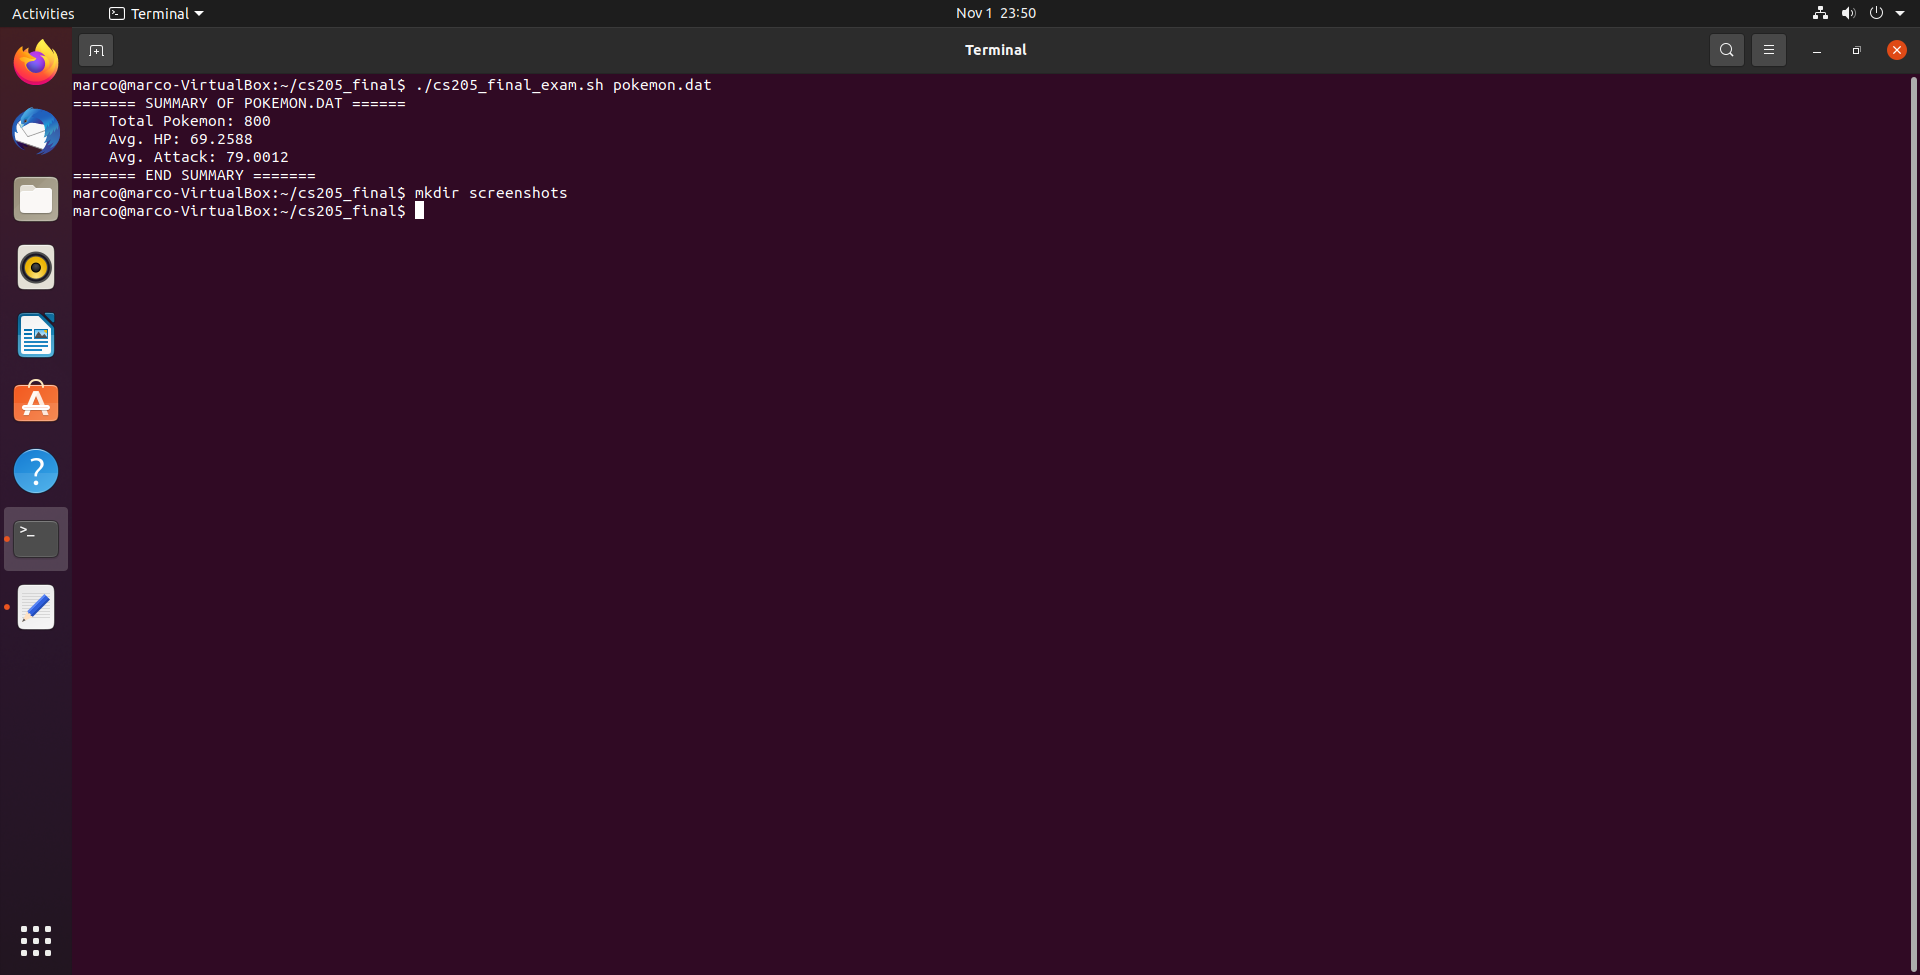 Activities
Terminal
Nov 1 23:50
Terminal
marco@marco-VirtualBox:~/cs205_final$ ./cs205_final_exam.sh pokemon.dat
======= SUMMARY OF POKEMON.DAT ======
    Total Pokemon: 800
    Avg. HP: 69.2588
    Avg. Attack: 79.0012
======= END SUMMARY =======
marco@marco-VirtualBox:~/cs205_final$ mkdir screenshots
marco@marco-VirtualBox:~/cs205_final$